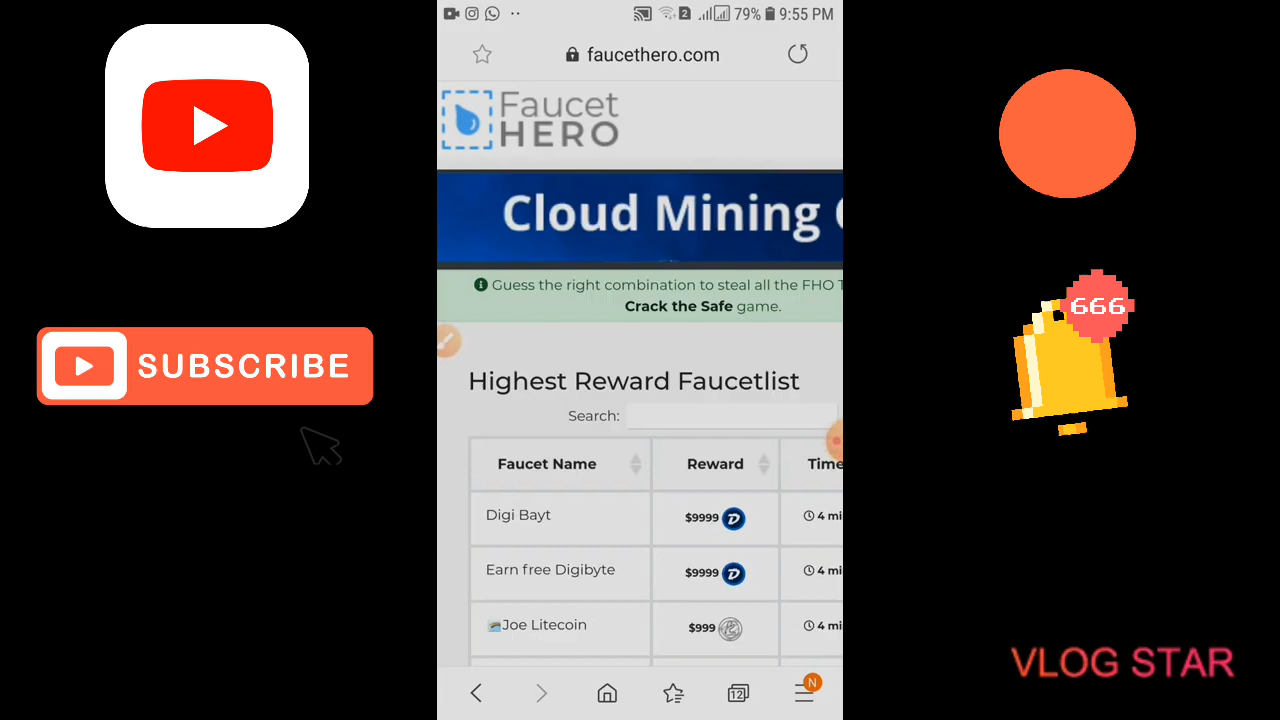 79% 9:55 PM
2
faucethero.com
Faucet
HERO
Cloud Mining
Guess the right combination to steal all the FHO
Crack the Safe game.
Highest Reward Faucetlist
Search:
Faucet Name Reward Time
Digi Bayt $9999 4 mi
Earn free Digibyte $9999 4 mi
Joe Litecoin $999 4 mi
12
N
SUBSCRIBE
666
VLOG STAR